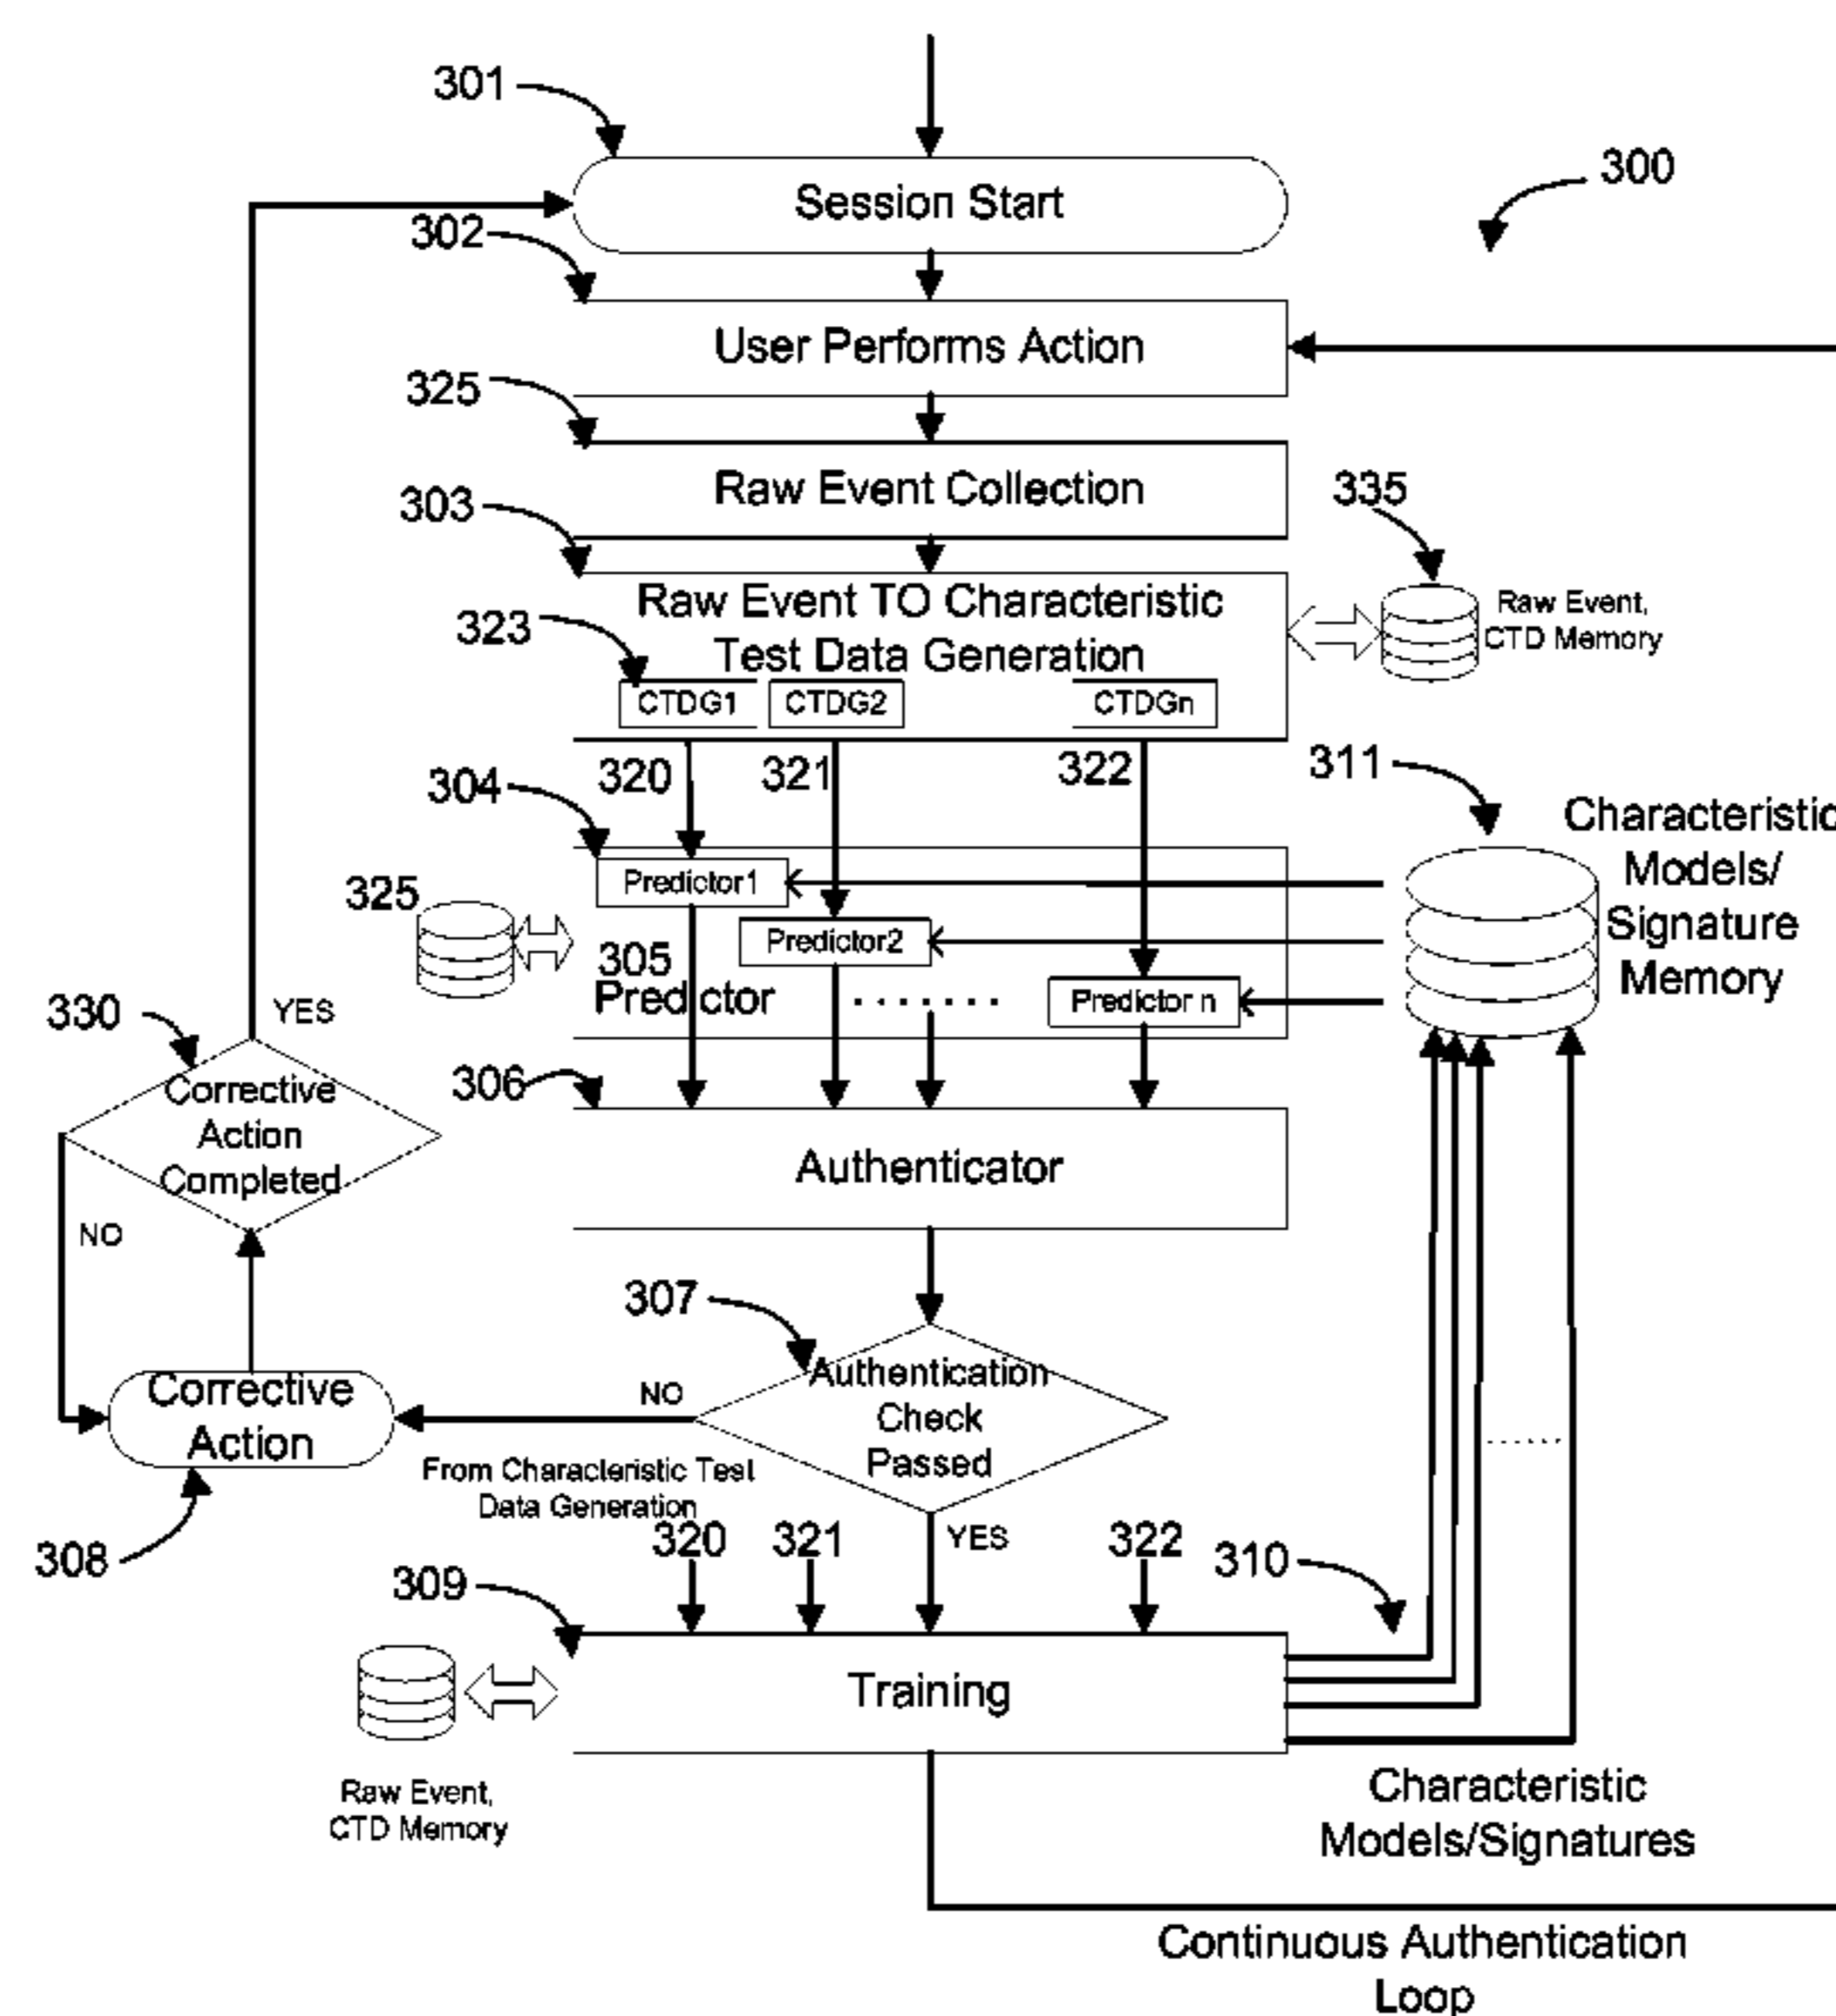 301
300
Session Start
302
User Performs Action
325
Raw Event Collection
303
335
Raw Event TO Characteristic
Test Data Generation
Raw Event,
CTD Memory
323
CTDG1 CTDG2 CTDGn
320 321 322
304
311
Characteristic
Models/
Signature
Memory
Predictor1
325
Predictor2
305
Predictor
.......
Predictor n
330
YES
Corrective
Action
Completed
NO
306
Authenticator
307
Authentication
Check
Passed
NO
YES
Corrective
Action
308
From Characteristic Test
Data Generation
320 321 322
310
309
Training
Raw Event,
CTD Memory
Characteristic
Models/Signatures
Continuous Authentication
Loop